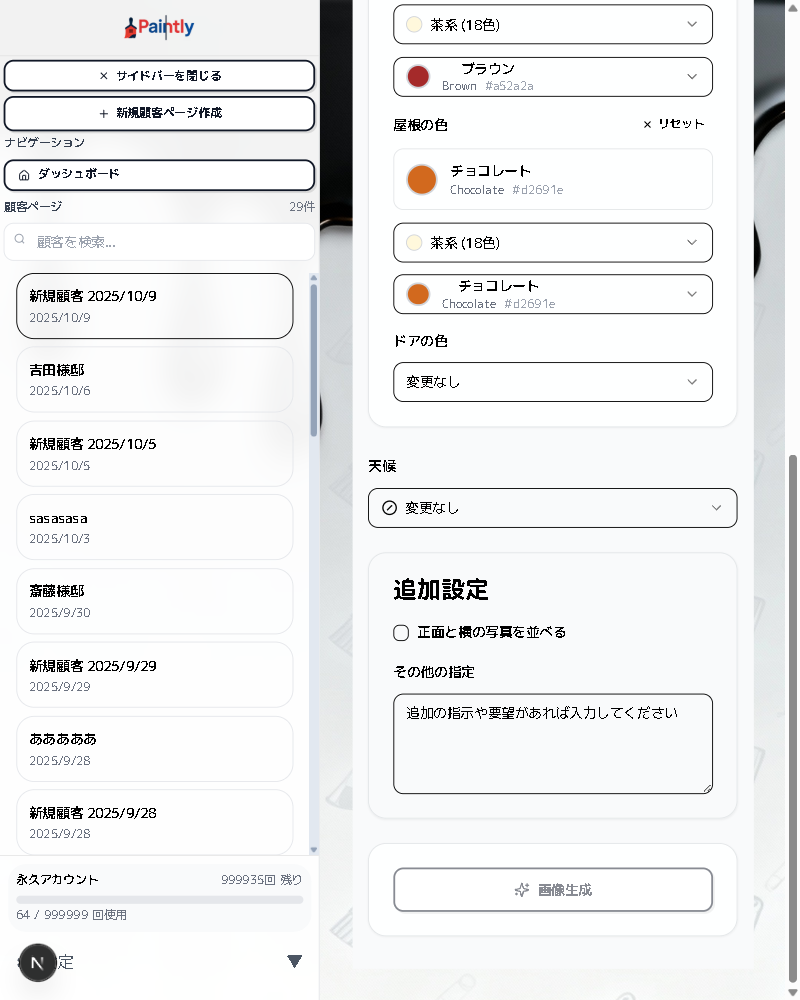 Paintly
× サイドバーを閉じる
+ 新規顧客ページ作成
ナビゲーション
ダッシュボード
顧客ページ 29件
顧客を検索...
新規顧客 2025/10/9
2025/10/9
吉田様邸
2025/10/6
新規顧客 2025/10/5
2025/10/5
sasasasa
2025/10/3
斎藤様邸
2025/9/30
新規顧客 2025/9/29
2025/9/29
あああああ
2025/9/28
新規顧客 2025/9/28
2025/9/28
永久アカウント 999935回 残り
64 / 999999 回使用
N 定 ▼
茶系 (18色)
ブラウン
Brown #a52a2a
屋根の色 × リセット
チョコレート
Chocolate #d2691e
茶系 (18色)
チョコレート
Chocolate #d2691e
ドアの色
変更なし
天候
変更なし
追加設定
正面と横の写真を並べる
その他の指定
追加の指示や要望があれば入力してください
画像生成